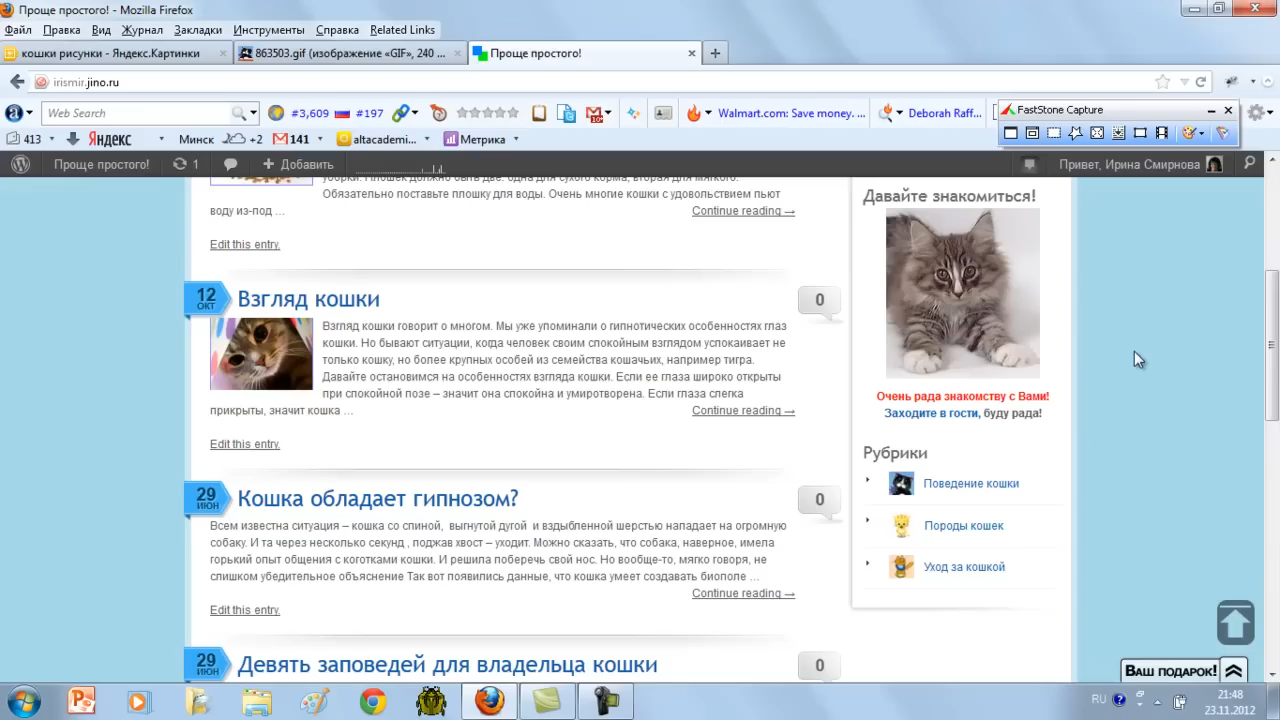 Проще простого! - Mozilla Firefox
Файл Правка Вид Журнал Закладки Инструменты Справка Related Links
кошки рисунки - Яндекс.Картинки
863503.gif (изображение «GIF», 240 ...
Проще простого!
irismir.jino.ru
Web Search
#3,609
#197
Walmart.com: Save money. ...
Deborah Raff...
FastStone Capture
413
Яндекс
Минск
+2
141
altacademi...
Метрика
Проще простого!
1
Добавить
Привет, Ирина Смирнова
уборки. Плошек должно быть две: одна для сухого корма, вторая для мягкого.
Обязательно поставьте плошку для воды. Очень многие кошки с удовольствием пьют
воду из-под ...
Continue reading →
Edit this entry.
12
ОКТ
Взгляд кошки
0
Взгляд кошки говорит о многом. Мы уже упоминали о гипнотических особенностях глаз
кошки. Но бывают ситуации, когда человек своим спокойным взглядом успокаивает не
только кошку, но более крупных особей из семейства кошачьих, например тигра.
Давайте остановимся на особенностях взгляда кошки. Если ее глаза широко открыты
при спокойной позе – значит она спокойна и умиротворена. Если глаза слегка
прикрыты, значит кошка ...
Continue reading →
Edit this entry.
29
ИЮН
Кошка обладает гипнозом?
0
Всем известна ситуация – кошка со спиной, выгнутой дугой и вздыбленной шерстью нападает на огромную
собаку. И та через несколько секунд , поджав хвост – уходит. Можно сказать, что собака, наверное, имела
горький опыт общения с коготками кошки. И решила поберечь свой нос. Но вообще-то, мягко говоря, не
слишком убедительное объяснение Так вот появились данные, что кошка умеет создавать биополе ...
Continue reading →
Edit this entry.
29
ИЮН
Девять заповедей для владельца кошки
0
Давайте знакомиться!
Очень рада знакомству с Вами!
Заходите в гости, буду рада!
Рубрики
Поведение кошки
Породы кошек
Уход за кошкой
Ваш подарок!
RU
21:48
23.11.2012